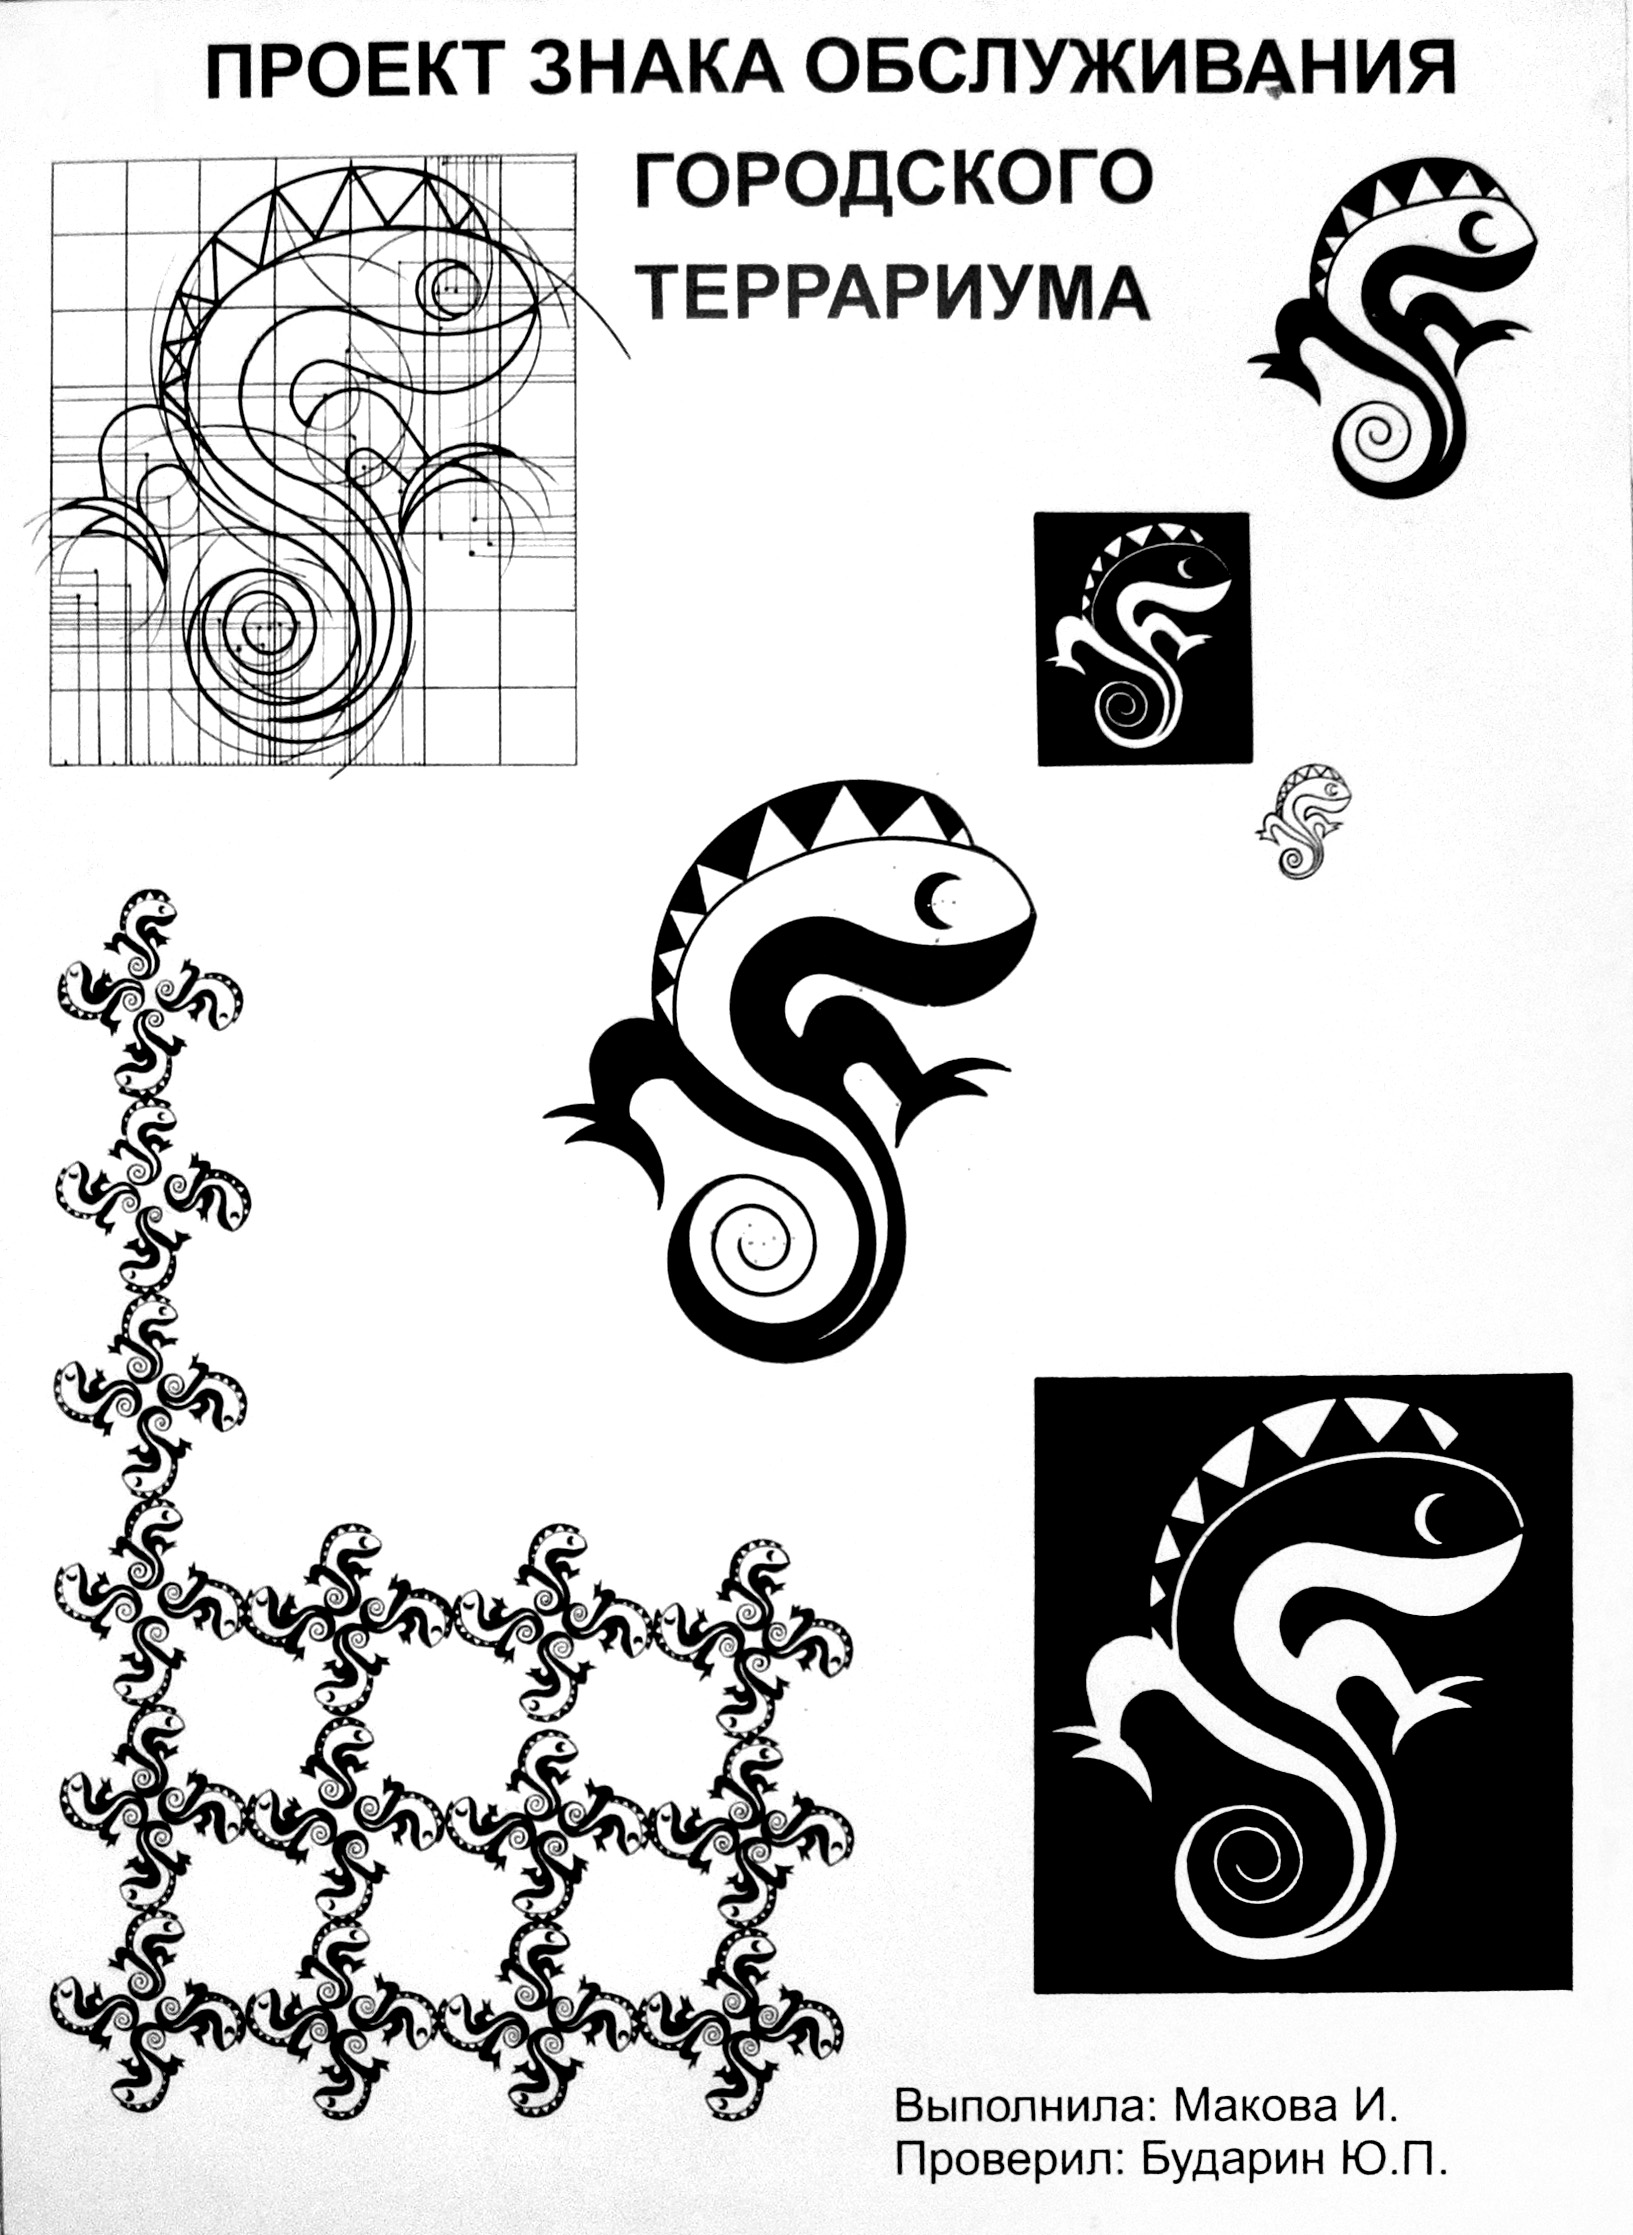 ПРОЕКТ ЗНАКА ОБСЛУЖИВАНИЯ
ГОРОДСКОГО
ТЕРРАРИУМА
Выполнила: Макова И.
Проверил: Бударин Ю.П.